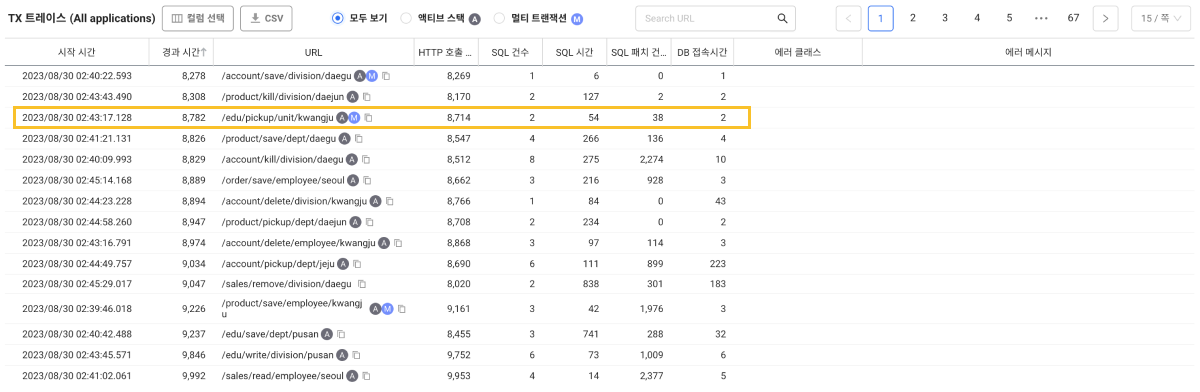 TX 트레이스 (All applications) 컬럼 선택 CSV 모두 보기 액티브 스택 A 멀티 트랜잭션 M Search URL < 1 2 3 4 5 ••• 67 > 15 / 쪽
시작 시간 경과 시간↑ URL HTTP 호출 ... SQL 건수 SQL 시간 SQL 패치 건... DB 접속시간 에러 클래스 에러 메시지
2023/08/30 02:40:22.593 8,278 /account/save/division/daegu A M 8,269 1 6 0 1
2023/08/30 02:43:43.490 8,308 /product/kill/division/daejun A 8,170 2 127 2 2
2023/08/30 02:43:17.128 8,782 /edu/pickup/unit/kwangju A M 8,714 2 54 38 2
2023/08/30 02:41:21.131 8,826 /product/save/dept/daegu A 8,547 4 266 136 4
2023/08/30 02:40:09.993 8,829 /account/kill/division/daegu A 8,512 8 275 2,274 10
2023/08/30 02:45:14.168 8,889 /order/save/employee/seoul A 8,662 3 216 928 3
2023/08/30 02:44:23.228 8,894 /account/delete/division/kwangju A 8,766 1 84 0 43
2023/08/30 02:44:58.260 8,947 /product/pickup/dept/daejun A 8,708 2 234 0 2
2023/08/30 02:43:16.791 8,974 /account/delete/employee/kwangju A 8,868 3 97 114 3
2023/08/30 02:44:49.757 9,034 /account/pickup/dept/jeju A 8,690 6 111 899 223
2023/08/30 02:45:29.017 9,047 /sales/remove/division/daegu 8,020 2 838 301 183
2023/08/30 02:39:46.018 9,226 /product/save/employee/kwangj A M 9,161 3 42 1,976 3
u
2023/08/30 02:40:42.488 9,237 /edu/save/dept/pusan A 8,455 3 741 288 32
2023/08/30 02:43:45.571 9,846 /edu/write/division/pusan A 9,752 6 73 1,009 6
2023/08/30 02:41:02.061 9,992 /sales/read/employee/seoul A 9,953 4 14 2,377 5